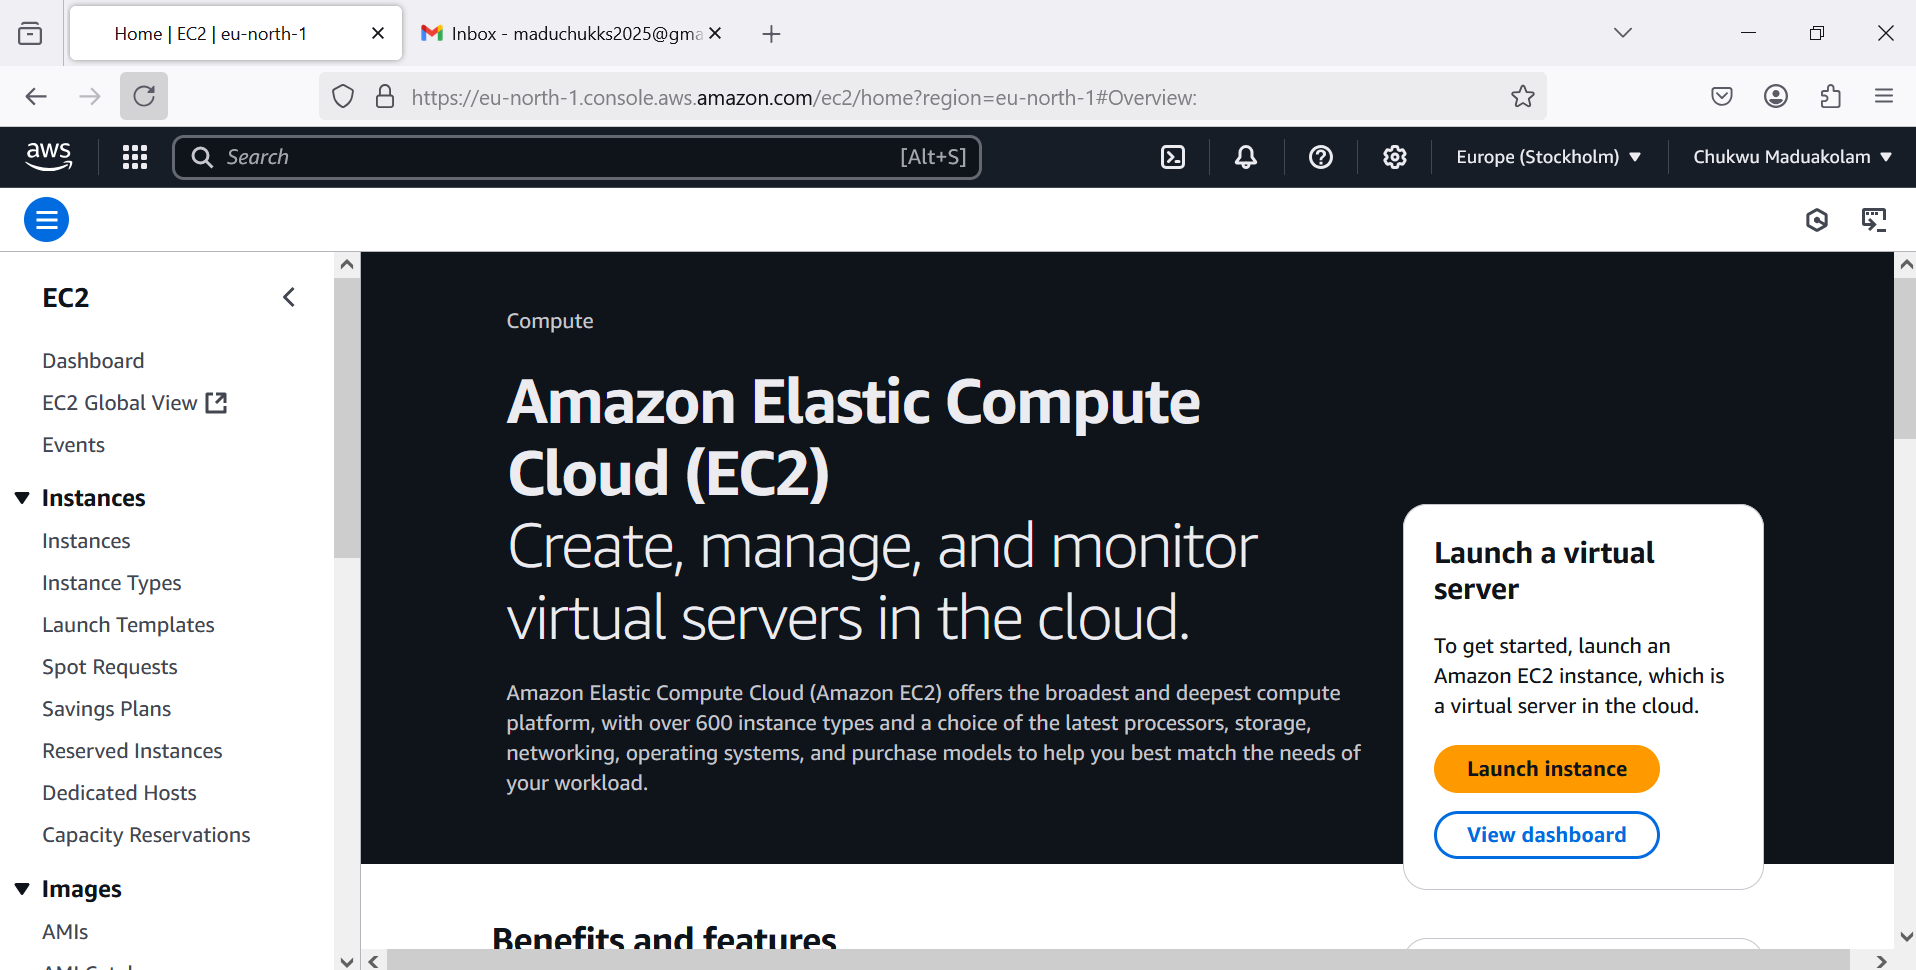 Home | EC2 | eu-north-1
Inbox - maduchukks2025@gma
https://eu-north-1.console.aws.amazon.com/ec2/home?region=eu-north-1#Overview:
aws
Search
[Alt+S]
Europe (Stockholm)
Chukwu Maduakolam
EC2
Dashboard
EC2 Global View
Events
Instances
Instances
Instance Types
Launch Templates
Spot Requests
Savings Plans
Reserved Instances
Dedicated Hosts
Capacity Reservations
Images
AMIs
Compute
Amazon Elastic Compute
Cloud (EC2)
Create, manage, and monitor
virtual servers in the cloud.
Amazon Elastic Compute Cloud (Amazon EC2) offers the broadest and deepest compute
platform, with over 600 instance types and a choice of the latest processors, storage,
networking, operating systems, and purchase models to help you best match the needs of
your workload.
Launch a virtual
server
To get started, launch an
Amazon EC2 instance, which is
a virtual server in the cloud.
Launch instance
View dashboard
Benefits and features